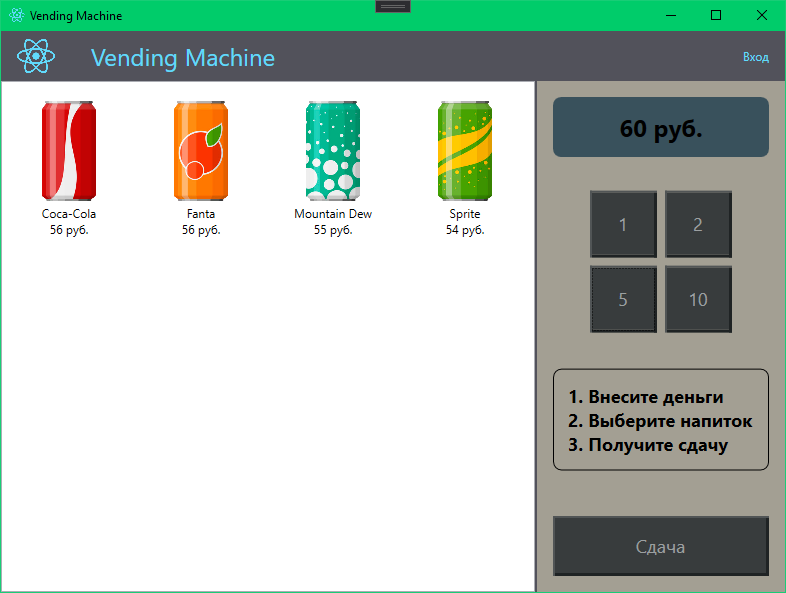 Vending Machine
Vending Machine
Вход
Coca-Cola
56 руб.
Fanta
56 руб.
Mountain Dew
55 руб.
Sprite
54 руб.
60 руб.
1
2
5
10
1. Внесите деньги
2. Выберите напиток
3. Получите сдачу
Сдача